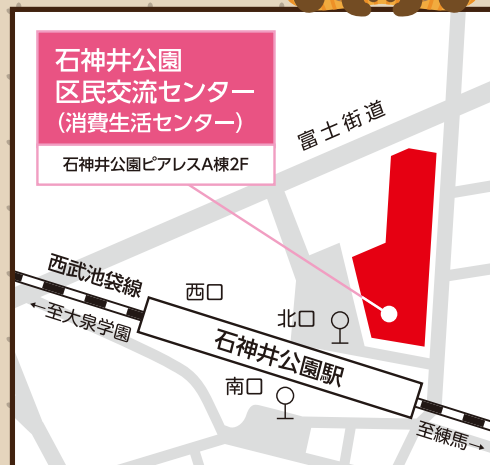 石神井公園
区民交流センター
（消費生活センター）
石神井公園ピアレスA棟2F
富士街道
西武池袋線
←至大泉学園
西口
北口
石神井公園駅
南口
至練馬→